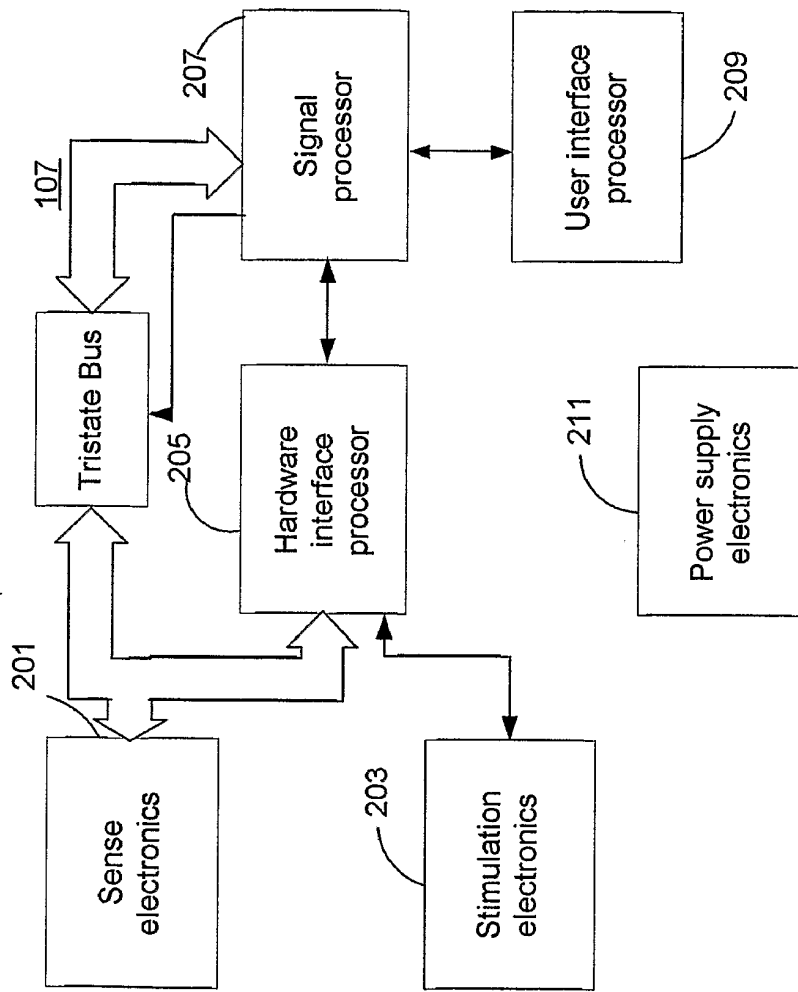 107
201
Sense
electronics
Tristate Bus
205
Hardware
interface
processor
207
Signal
processor
203
Stimulation
electronics
User interface
processor
209
211
Power supply
electronics